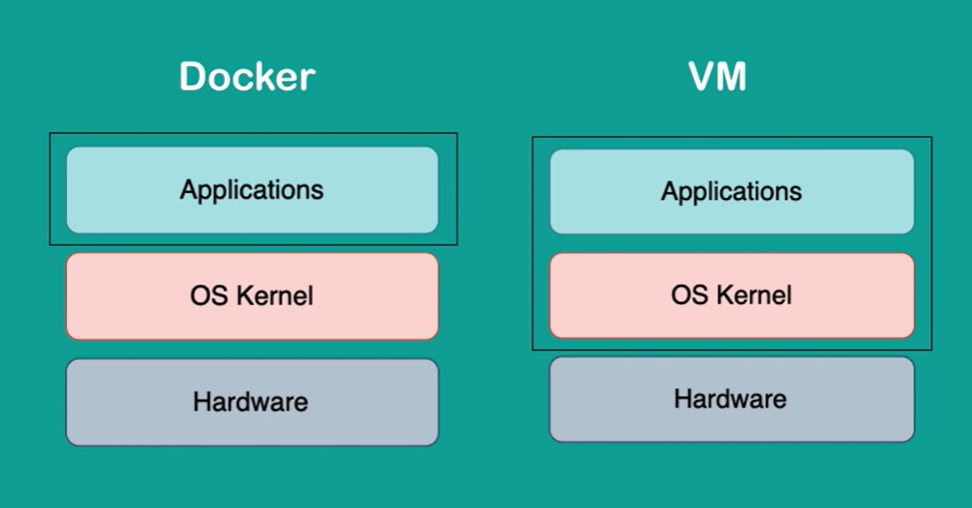 Docker
VM
Applications
Applications
OS Kernel
OS Kernel
Hardware
Hardware